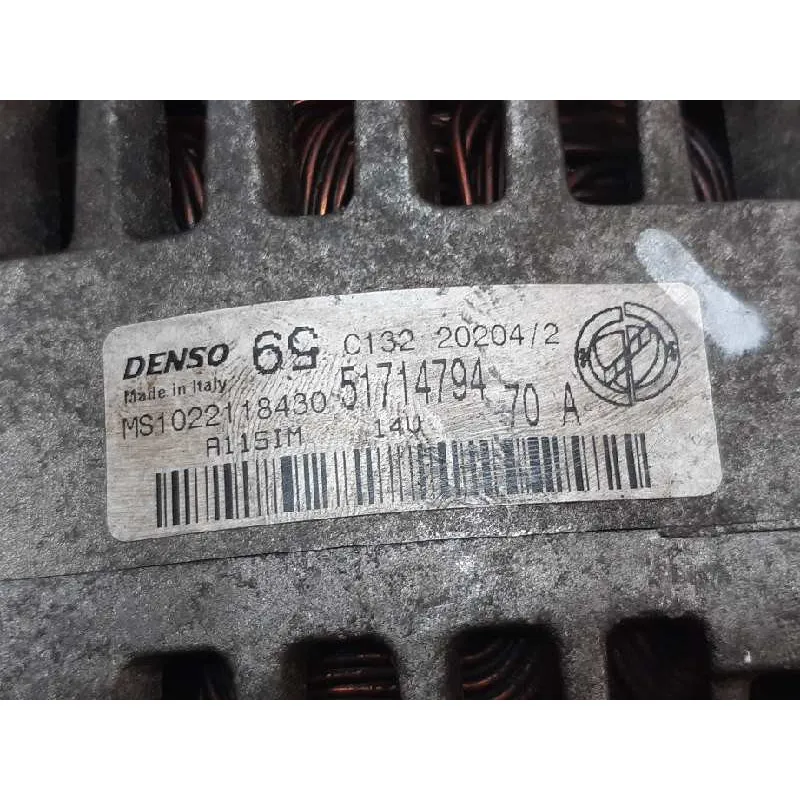 DENSO 69 C132 20204/2
Made in Italy
MS1022118430 51714794 70 A
A115IM 14V